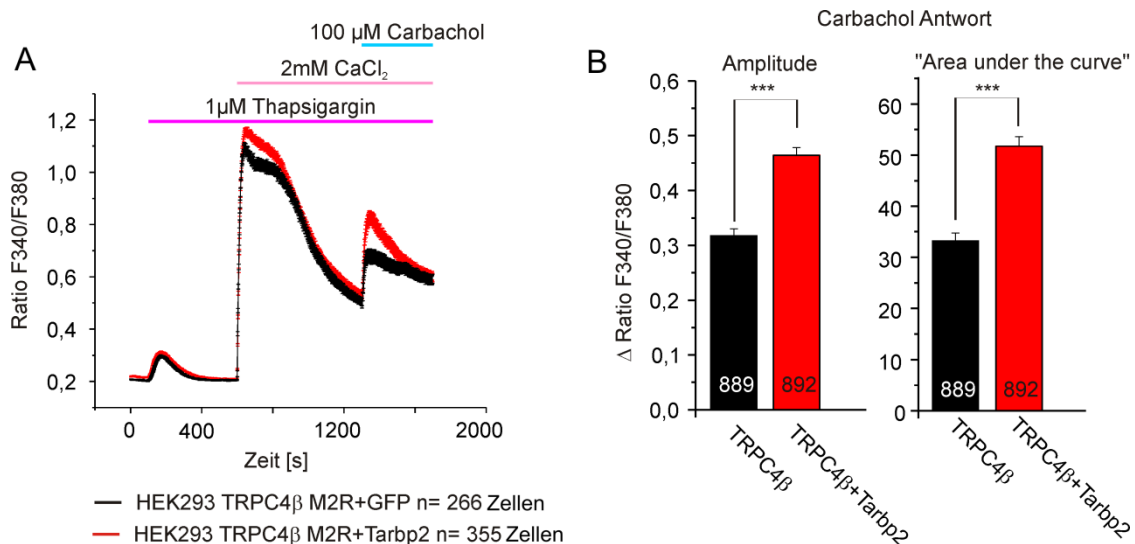 A
100 µM Carbachol
2mM CaCl2
1µM Thapsigargin
Ratio F340/F380
1,2
1,0
0,8
0,6
0,4
0,2
0
400
1200
2000
Zeit [s]
HEK293 TRPC4β M2R+GFP n= 266 Zellen
HEK293 TRPC4β M2R+Tarbp2 n= 355 Zellen
Carbachol Antwort
B
Amplitude
Δ Ratio F340/F380
0,6
0,5
0,4
0,3
0,2
0,1
0,0
***
889
892
TRPC4β
TRPC4β+Tarbp2
"Area under the curve"
60
50
40
30
20
10
0
***
889
892
TRPC4β
TRPC4β+Tarbp2